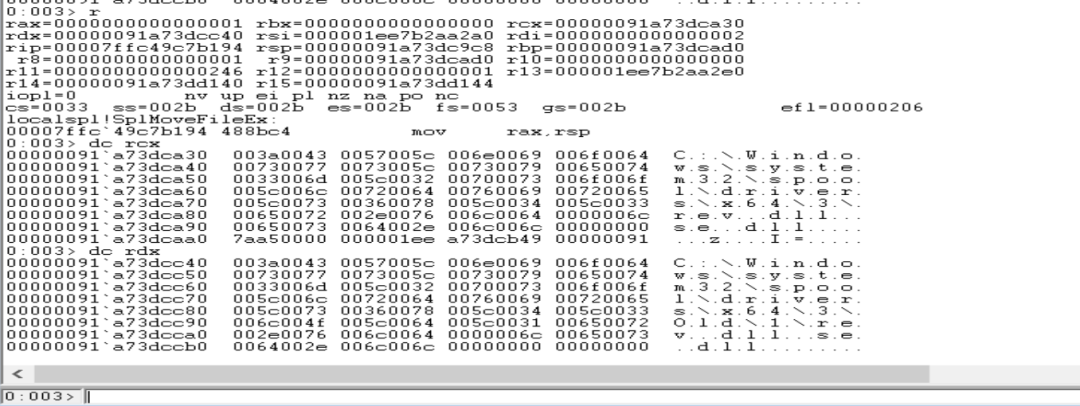 0:003> r
rax=0000000000000001 rbx=0000000000000000 rcx=00000091a73dca30
rdx=00000091a73dcc40 rsi=000001ee7b2aa2a0 rdi=0000000000000002
rip=00007ffc49c7b194 rsp=00000091a73dc9c8 rbp=00000091a73dcad0
r8=0000000000000001 r9=00000091a73dcad0 r10=0000000000000000
r11=0000000000000246 r12=0000000000000001 r13=000001ee7b2aa2e0
r14=00000091a73dd140 r15=00000091a73dd144
iopl=0 nv up ei pl nz na po nc
cs=0033 ss=002b ds=002b es=002b fs=0053 gs=002b efl=00000206
localspl!SplMoveFileEx:
00007ffc`49c7b194 488bc4 mov rax,rsp
0:003> dc rcx
00000091`a73dca30 003a0043 0057005c 006e0069 006f0064 C.:.\.W.i.n.d.o.
00000091`a73dca40 00730077 0073005c 00730079 00650074 w.s.\.s.y.s.t.e.
00000091`a73dca50 0033006d 005c0032 00700073 006f006f m.3.2.\.s.p.o.o.
00000091`a73dca60 005c006c 00720064 00760069 00720065 l.\.d.r.i.v.e.r.
00000091`a73dca70 005c0073 00360078 005c0034 005c0033 s.\.x.6.4.\.3.\.
00000091`a73dca80 00650072 002e0076 006c0064 0000006c r.e.v...d.l.l...
00000091`a73dca90 00650073 0064002e 006c006c 00000000 s.e...d.l.l.....
00000091`a73dcaa0 7aa50000 000001ee a73dcb49 00000091 ...z....I.=.....
0:003> dc rdx
00000091`a73dcc40 003a0043 0057005c 006e0069 006f0064 C.:.\.W.i.n.d.o.
00000091`a73dcc50 00730077 0073005c 00730079 00650074 w.s.\.s.y.s.t.e.
00000091`a73dcc60 0033006d 005c0032 00700073 006f006f m.3.2.\.s.p.o.o.
00000091`a73dcc70 005c006c 00720064 00760069 00720065 l.\.d.r.i.v.e.r.
00000091`a73dcc80 005c0073 00360078 005c0034 005c0033 s.\.x.6.4.\.3.\.
00000091`a73dcc90 006c004f 005c0064 005c0031 00650072 O.l.d.\.1.\.r.e.
00000091`a73dcca0 002e0076 006c0064 0000006c 00650073 v...d.l.l...s.e.
00000091`a73dccb0 0064002e 006c006c 00000000 00000000 ..d.l.l.........
0:003>